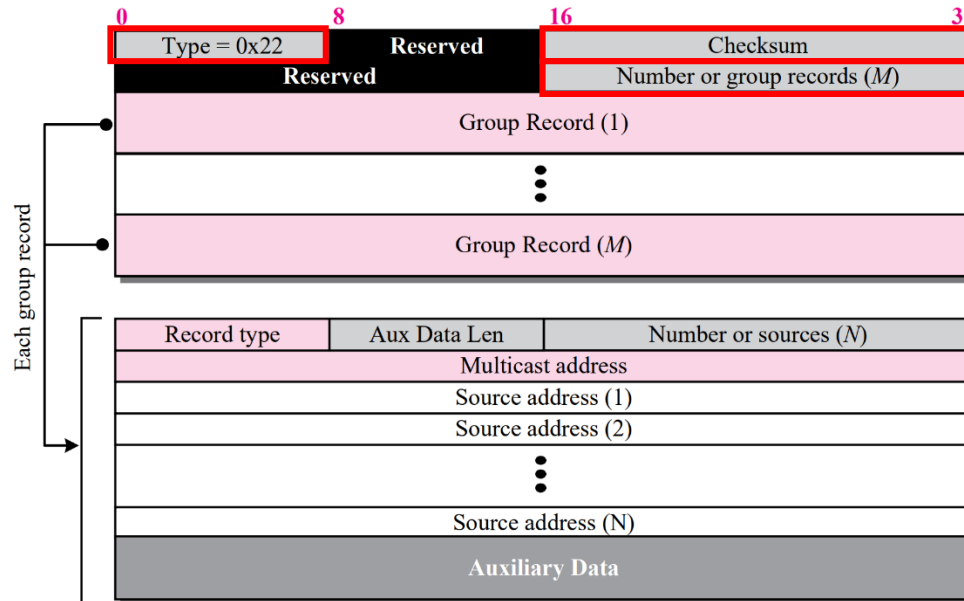 0 8 16 3
Type = 0x22 Reserved Checksum
Reserved Number or group records (M)
Group Record (1)
Group Record (M)
Each group record
Record type Aux Data Len Number or sources (N)
Multicast address
Source address (1)
Source address (2)
Source address (N)
Auxiliary Data